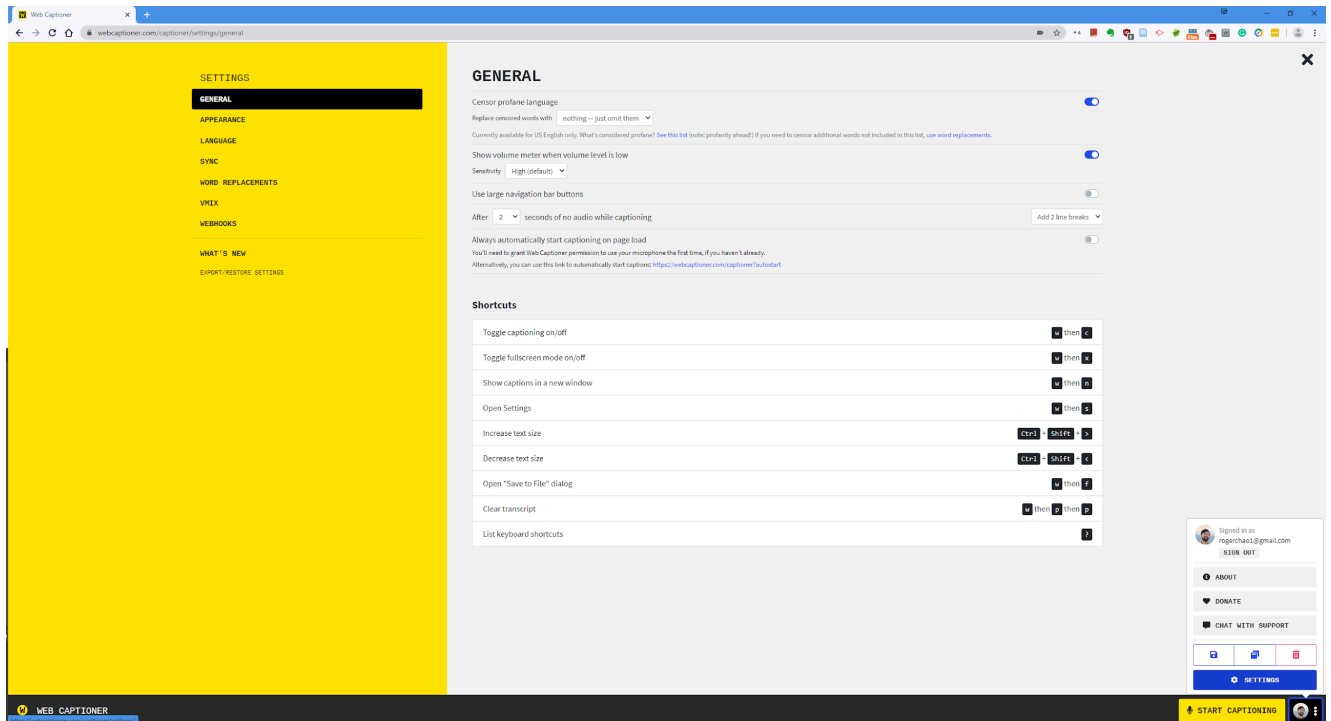 Web Captioner
webcaptioner.com/captioner/settings/general
SETTINGS
GENERAL
APPEARANCE
LANGUAGE
SYNC
WORD REPLACEMENTS
VMIX
WEBHOOKS
WHAT'S NEW
EXPORT/RESTORE SETTINGS
GENERAL
Censor profane language
Replace censored words with nothing — just omit them
Currently available for US English only. What's considered profane? See this list (note: profanity ahead!) If you need to censor additional words not included in this list, use word replacements.
Show volume meter when volume level is low
Sensitivity High (default)
Use large navigation bar buttons
After 2 seconds of no audio while captioning Add 2 line breaks
Always automatically start captioning on page load
You'll need to grant Web Captioner permission to use your microphone the first time, if you haven't already.
Alternatively, you can use this link to automatically start captions: https://webcaptioner.com/captioner?autostart
Shortcuts
Toggle captioning on/off w then c
Toggle fullscreen mode on/off w then x
Show captions in a new window w then n
Open Settings w then s
Increase text size Ctrl + Shift + >
Decrease text size Ctrl + Shift + <
Open "Save to File" dialog w then f
Clear transcript w then p then p
List keyboard shortcuts ?
Signed in as
rogerchao1@gmail.com
SIGN OUT
ABOUT
DONATE
CHAT WITH SUPPORT
SETTINGS
W WEB CAPTIONER
START CAPTIONING